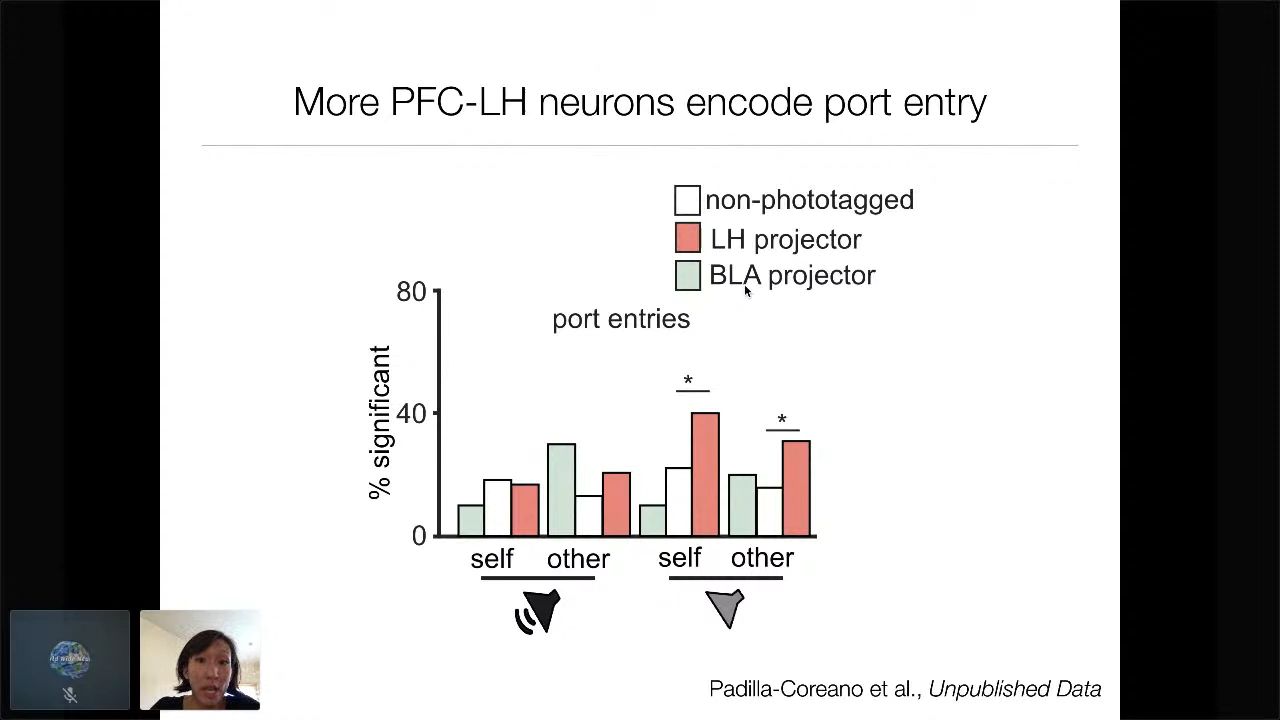 More PFC-LH neurons encode port entry
non-phototagged
LH projector
BLA projector
80
port entries
*
*
% significant
40
0
self other self other
Padilla-Coreano et al., Unpublished Data